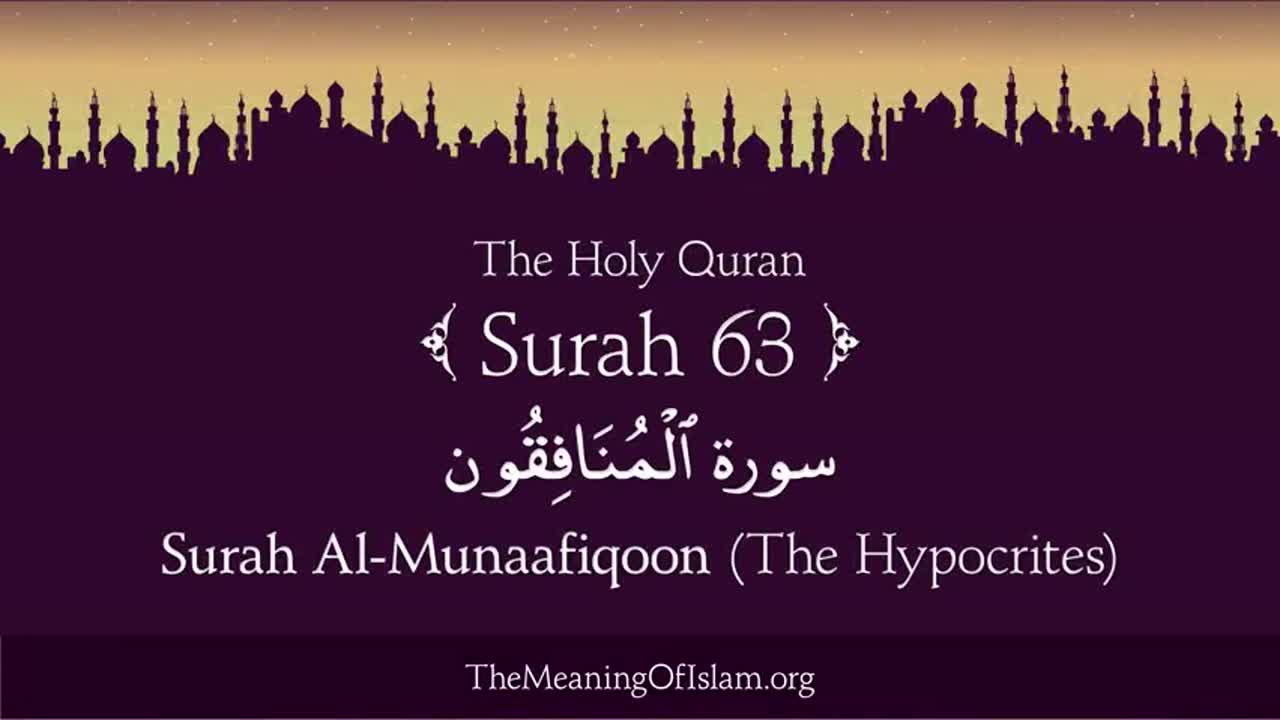 The Holy Quran
Surah 63
سورة ٱلْمُنَافِقُون
Surah Al-Munaafiqoon (The Hypocrites)
TheMeaningOfIslam.org